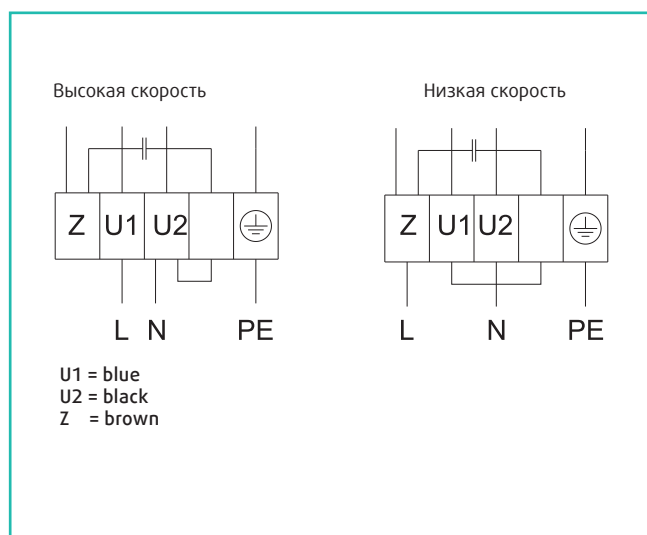 Высокая скорость
Низкая скорость
Z U1 U2
Z U1 U2
L N PE
L N PE
U1 = blue
U2 = black
Z = brown